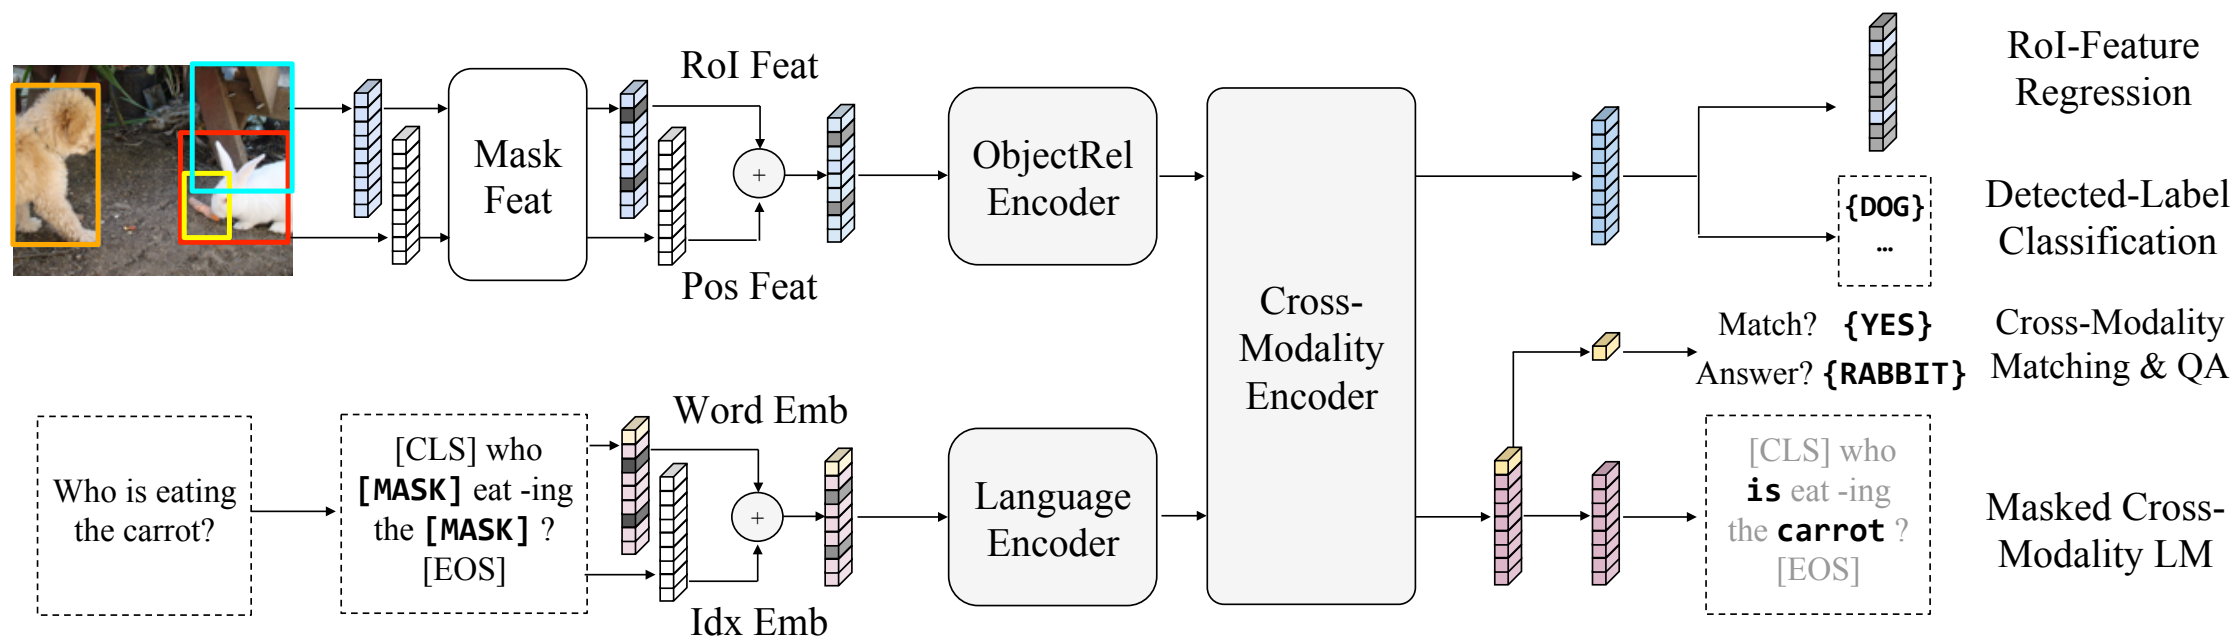 RoI Feat
Mask
Feat
Pos Feat
+
ObjectRel
Encoder
Cross-
Modality
Encoder
RoI-Feature
Regression
{DOG}
…
Detected-Label
Classification
Match? {YES}
Answer? {RABBIT}
Cross-Modality
Matching & QA
Who is eating
the carrot?
[CLS] who
[MASK] eat -ing
the [MASK] ?
[EOS]
Word Emb
+
Idx Emb
Language
Encoder
[CLS] who
is eat -ing
the carrot ?
[EOS]
Masked Cross-
Modality LM